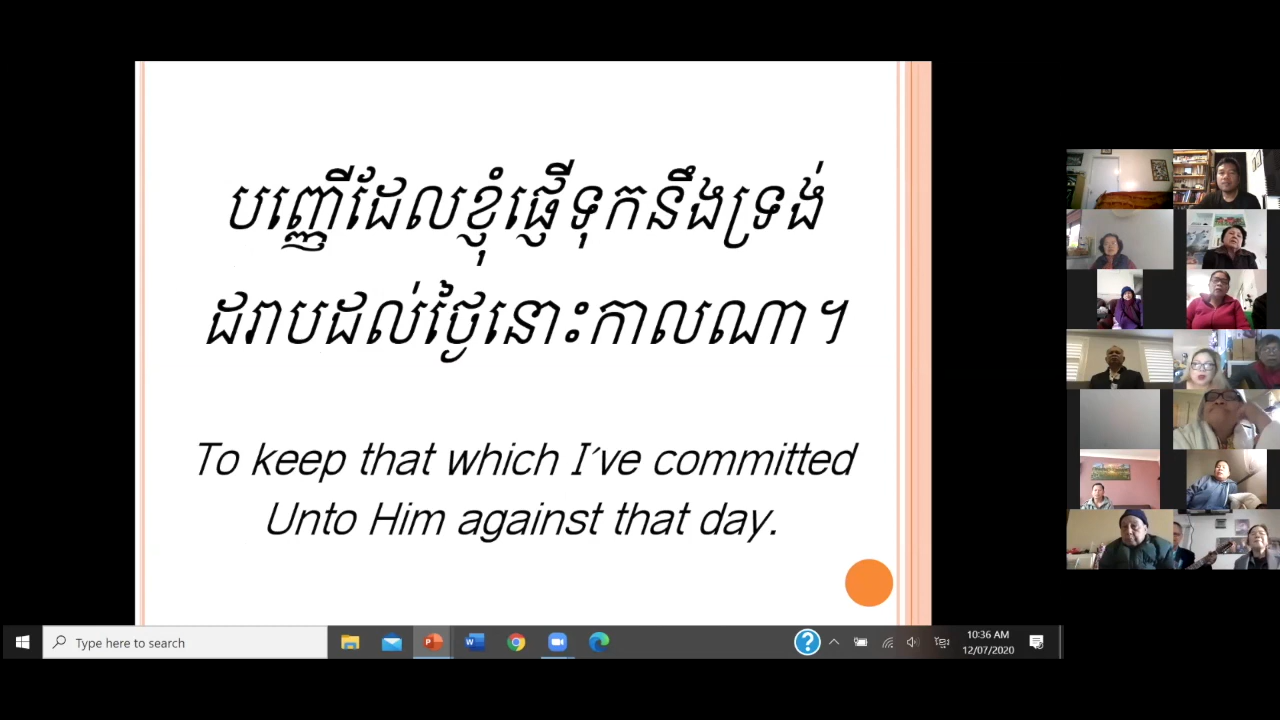 បញ្ញើដែលខ្ញុំផ្ញើទុកនឹងទ្រង់
ដរាបដល់ថ្ងៃនោះកាលណា។
To keep that which I've committed
Unto Him against that day.
Type here to search
10:36 AM
12/07/2020